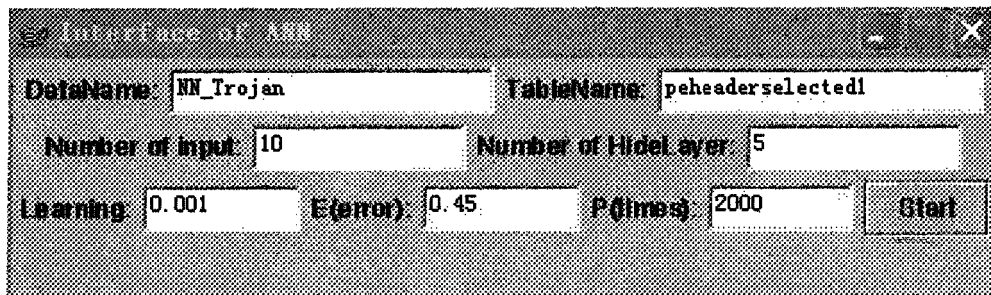 Interface of ANN
DataName: NN_Trojan TableName: peheaderselected1
Number of input: 10 Number of HideLayer: 5
Learning: 0.001 E(error): 0.45 P(times): 2000 Start